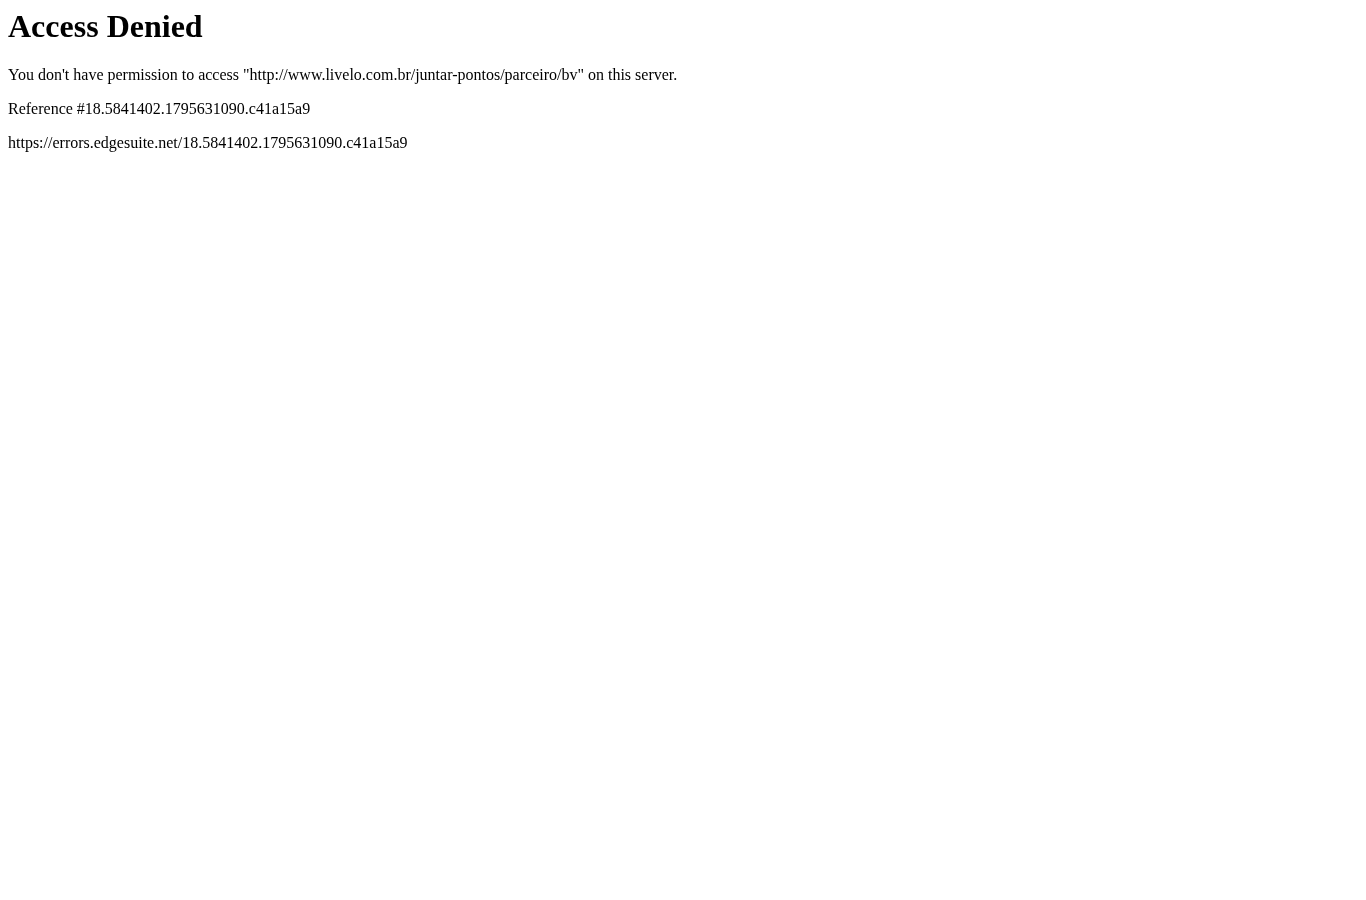 Access Denied
You don't have permission to access "http://www.livelo.com.br/juntar-pontos/parceiro/bv" on this server.
Reference #18.5841402.1795631090.c41a15a9
https://errors.edgesuite.net/18.5841402.1795631090.c41a15a9